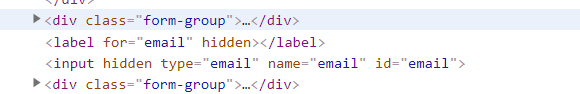 </div>
<div class="form-group">…</div>
<label for="email" hidden></label>
<input hidden type="email" name="email" id="email">
<div class="form-group">…</div>